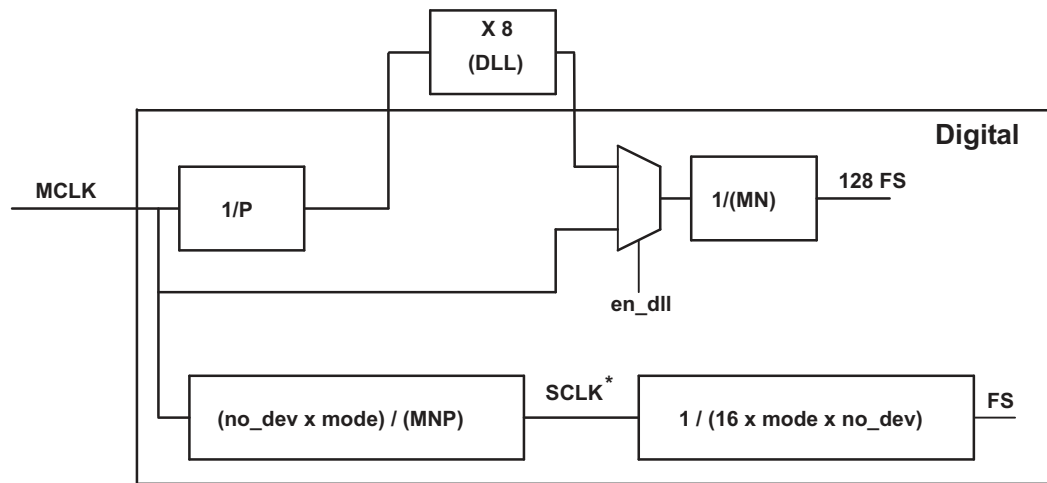 X 8
(DLL)
Digital
MCLK
1/P
1/(MN)
128 FS
en_dll
(no_dev x mode) / (MNP)
SCLK*
1 / (16 x mode x no_dev)
FS